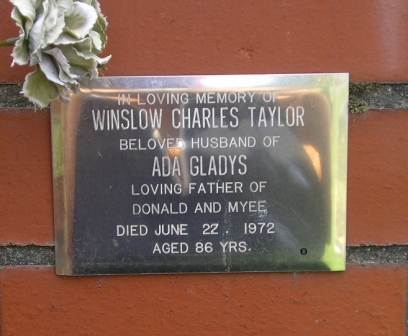 IN LOVING MEMORY OF
WINSLOW CHARLES TAYLOR
BELOVED HUSBAND OF
ADA GLADYS
LOVING FATHER OF
DONALD AND MYEE
DIED JUNE 22. 1972
AGED 86 YRS.